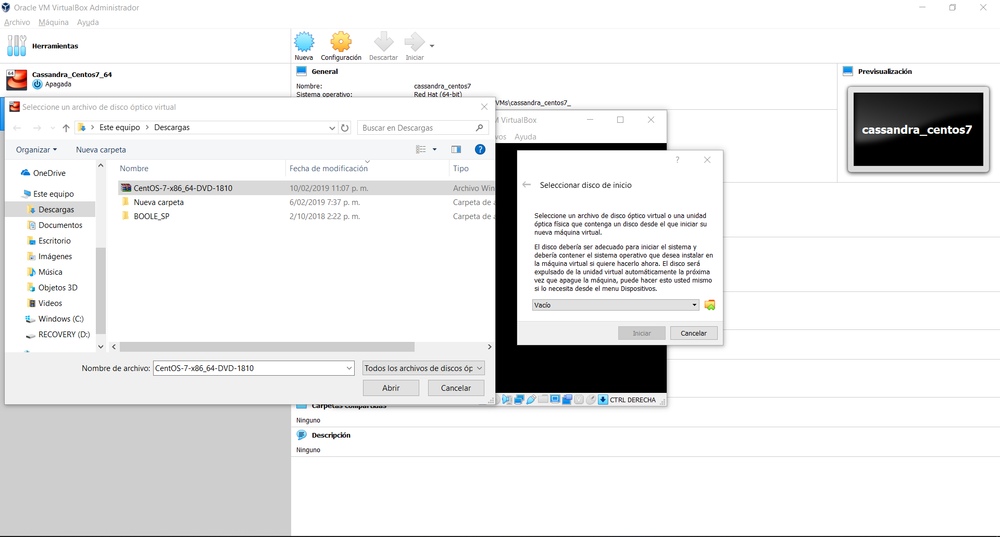 Oracle VM VirtualBox Administrador
Archivo Máquina Ayuda
Herramientas
Nueva Configuración Descartar Iniciar
64
Cassandra_Centos7_64
Apagada
General
Nombre: cassandra_centos7
Sistema operativo: Red Hat (64-bit)
VMs\cassandra_centos7_
Previsualización
cassandra_centos7
Seleccione un archivo de disco óptico virtual
Este equipo > Descargas
Buscar en Descargas
Organizar Nueva carpeta
?
OneDrive
Este equipo
Descargas
Documentos
Escritorio
Imágenes
Música
Objetos 3D
Videos
Windows (C:)
RECOVERY (D:)
Nombre Fecha de modificación Tipo
CentOS-7-x86_64-DVD-1810 10/02/2019 11:07 p. m. Archivo Win
Nueva carpeta 6/02/2019 7:37 p. m. Carpeta de a
BOOLE_SP 2/10/2018 2:22 p. m. Carpeta de a
Nombre de archivo: CentOS-7-x86_64-DVD-1810 Todos los archivos de discos óp
Abrir Cancelar
M VirtualBox
vos Ayuda
?
Seleccionar disco de inicio
Seleccione un archivo de disco óptico virtual o una unidad
óptica física que contenga un disco desde el que iniciar su
nueva máquina virtual.
El disco debería ser adecuado para iniciar el sistema y
debería contener el sistema operativo que desea instalar en
la máquina virtual si quiere hacerlo ahora. El disco será
expulsado de la unidad virtual automáticamente la próxima
vez que apague la máquina, puede hacer esto usted mismo
si lo necesita desde el menu Dispositivos.
Vacío
Iniciar Cancelar
CTRL DERECHA
Carpetas compartidas
Ninguno
Descripción
Ninguno